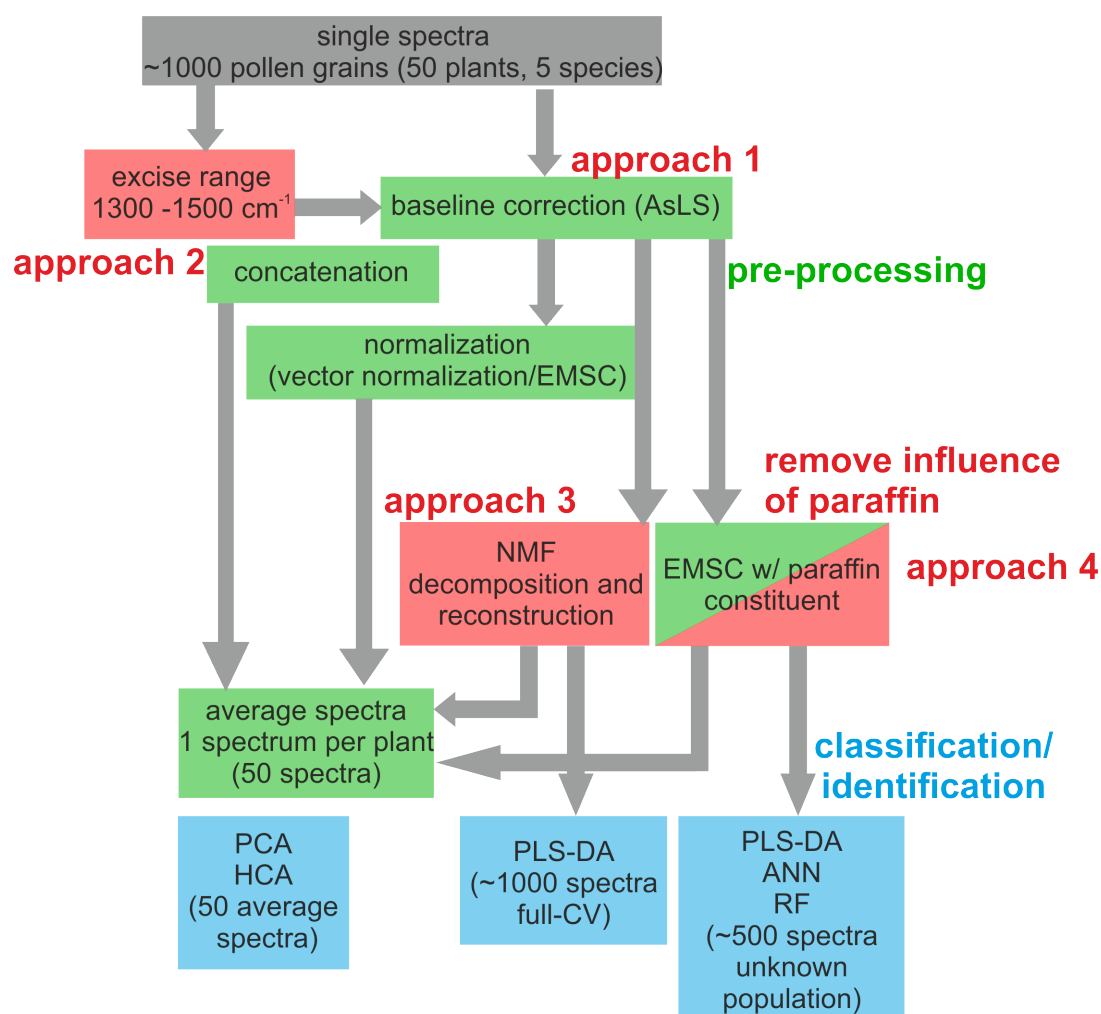 single spectra
~1000 pollen grains (50 plants, 5 species)
approach 1
excise range
1300 -1500 cm⁻¹
baseline correction (AsLS)
approach 2
concatenation
pre-processing
normalization
(vector normalization/EMSC)
remove influence
of paraffin
approach 3
NMF
decomposition and
reconstruction
EMSC w/ paraffin
constituent
approach 4
average spectra
1 spectrum per plant
(50 spectra)
classification/
identification
PCA
HCA
(50 average
spectra)
PLS-DA
(~1000 spectra
full-CV)
PLS-DA
ANN
RF
(~500 spectra
unknown
population)